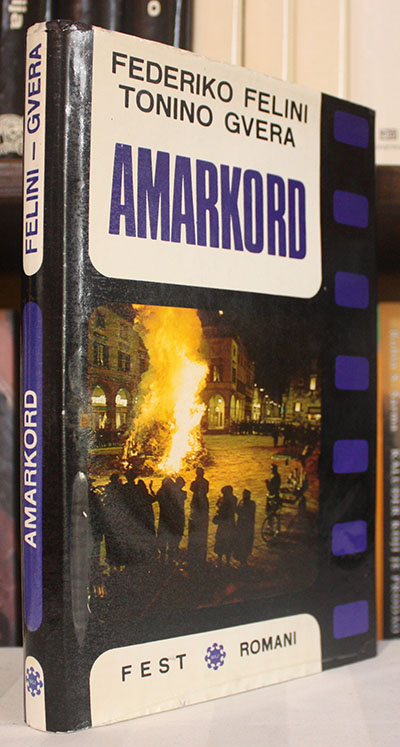 FEDERIKO FELINI
TONINO GVERA
AMARKORD
FEST
ROMANI
FELINI – GVERA
AMARKORD